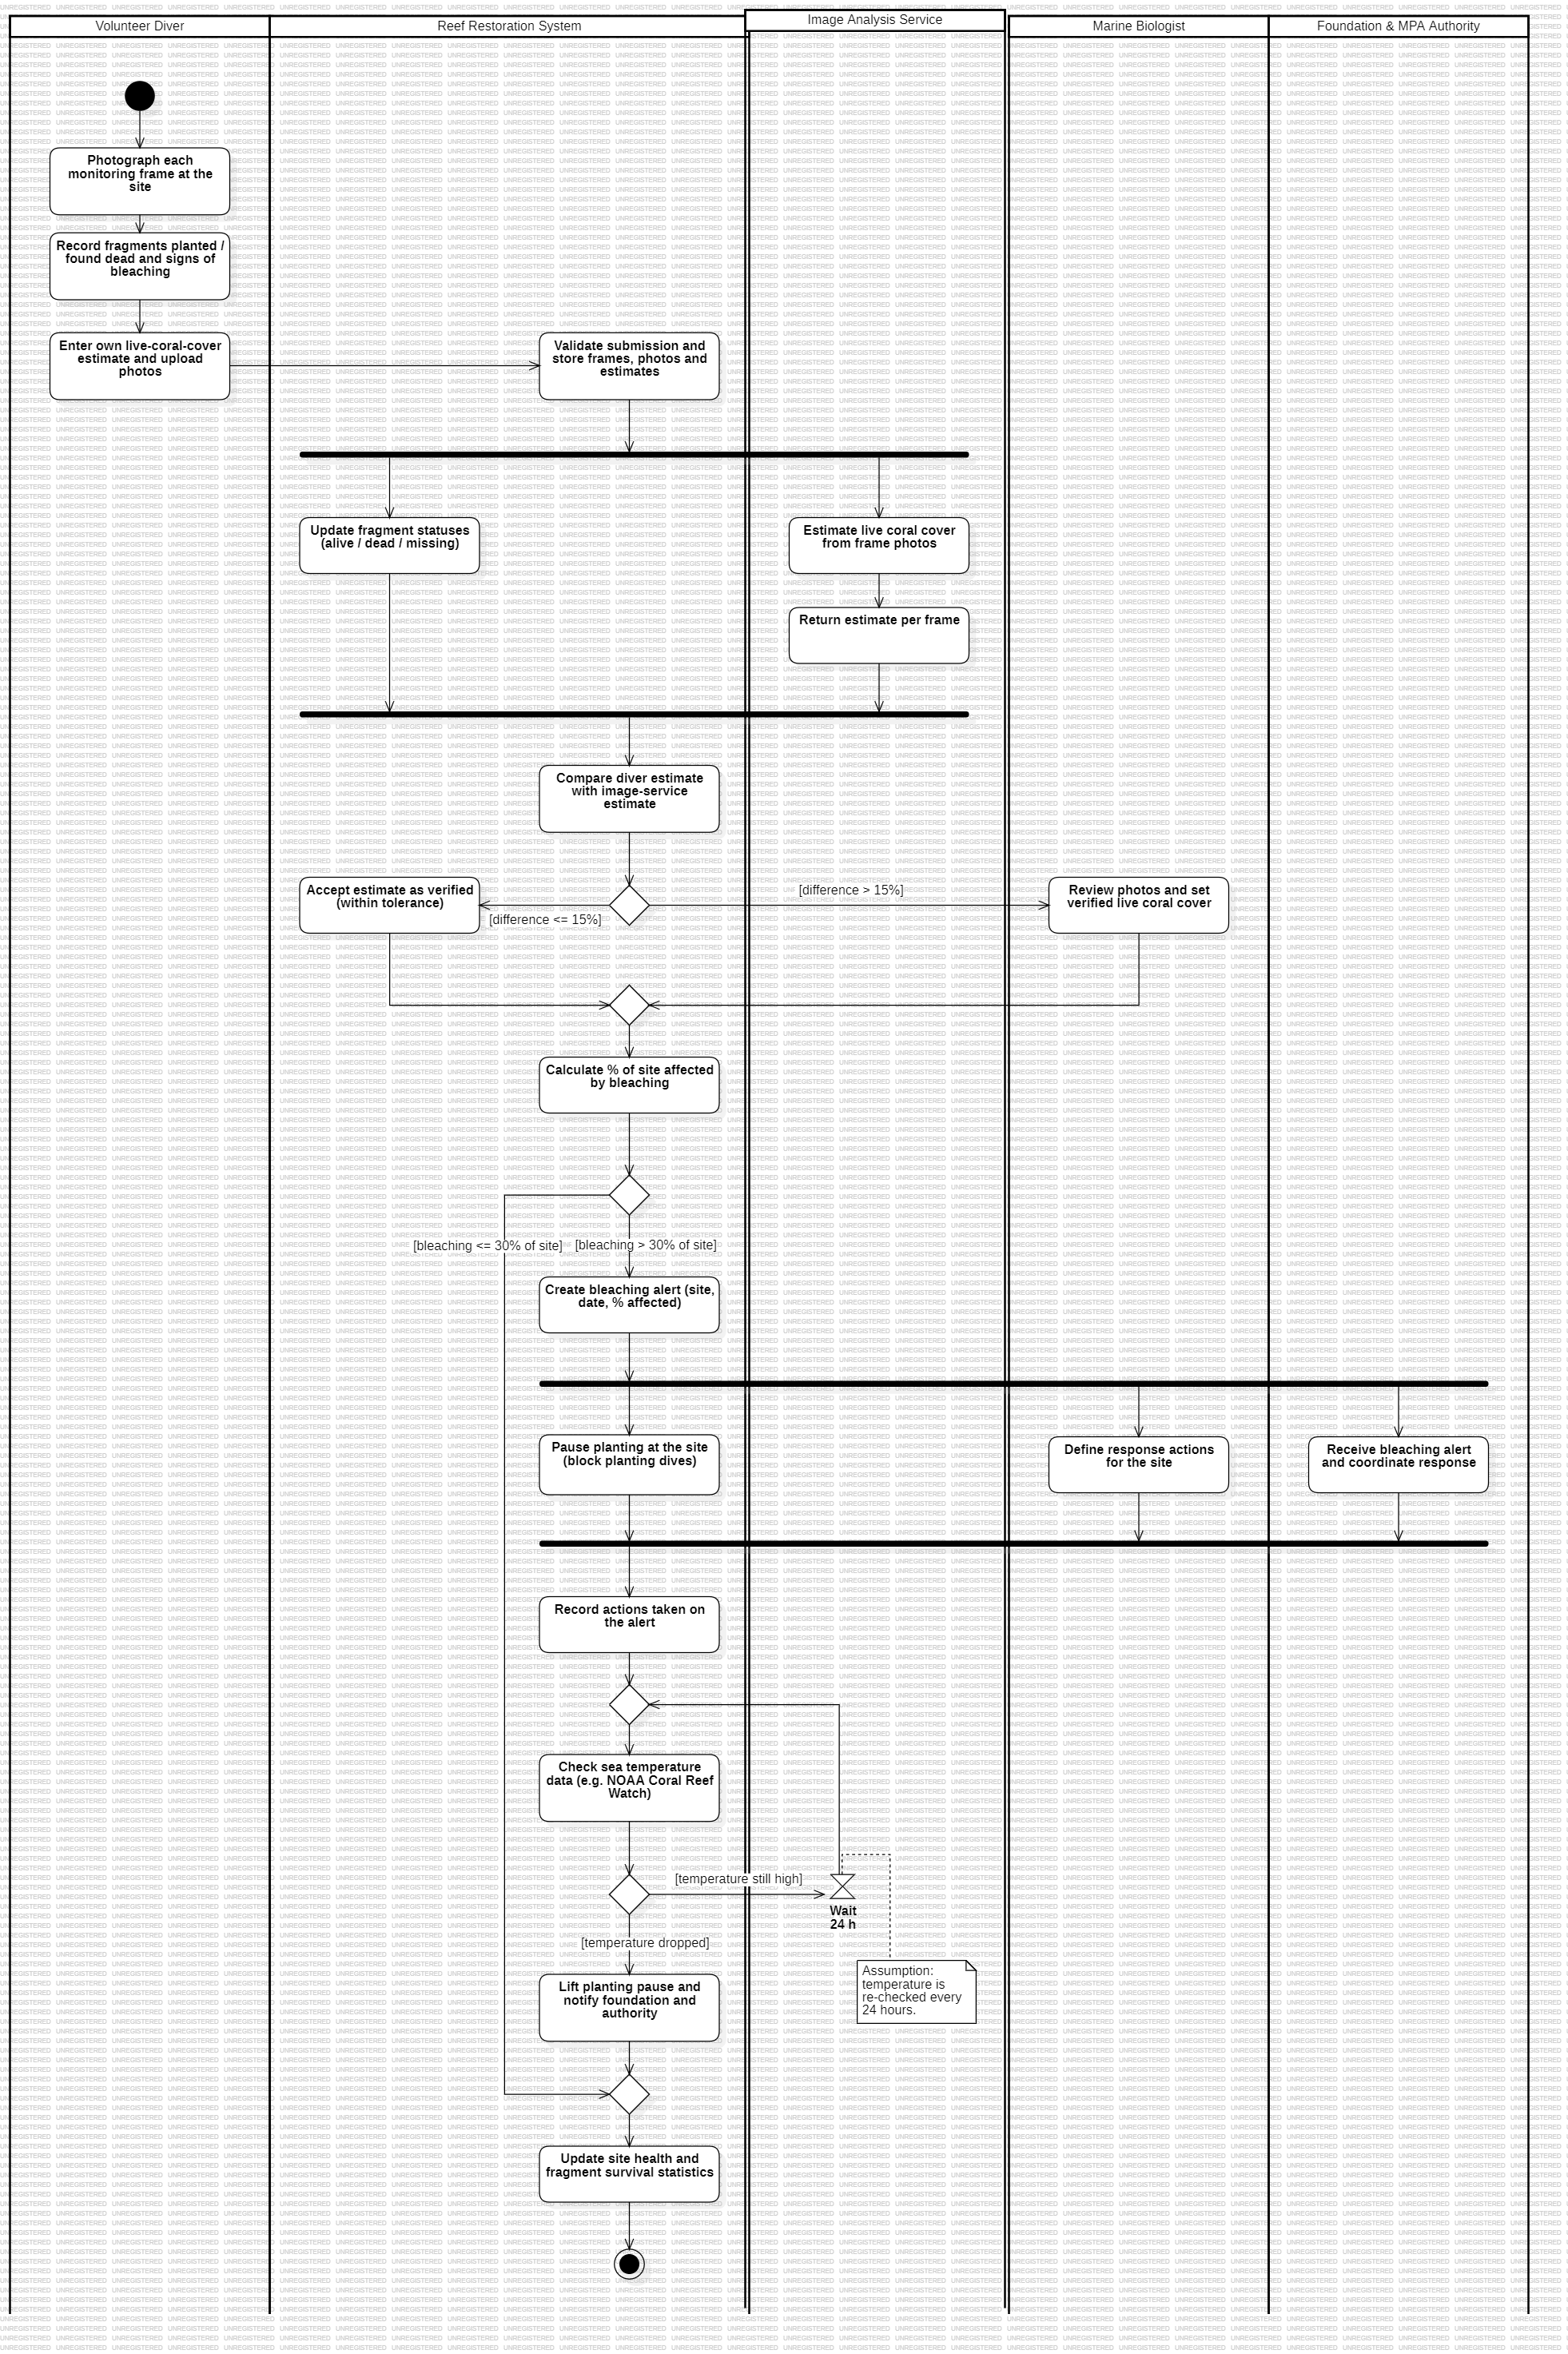 Volunteer Diver
Reef Restoration System
Image Analysis Service
Marine Biologist
Foundation & MPA Authority
Photograph each
monitoring frame at the
site
Record fragments planted /
found dead and signs of
bleaching
Enter own live-coral-cover
estimate and upload
photos
Validate submission and
store frames, photos and
estimates
Update fragment statuses
(alive / dead / missing)
Estimate live coral cover
from frame photos
Return estimate per frame
Compare diver estimate
with image-service
estimate
Accept estimate as verified
(within tolerance)
[difference <= 15%]
[difference > 15%]
Review photos and set
verified live coral cover
Calculate % of site affected
by bleaching
[bleaching <= 30% of site]
[bleaching > 30% of site]
Create bleaching alert (site,
date, % affected)
Pause planting at the site
(block planting dives)
Define response actions
for the site
Receive bleaching alert
and coordinate response
Record actions taken on
the alert
Check sea temperature
data (e.g. NOAA Coral Reef
Watch)
[temperature still high]
Wait
24 h
[temperature dropped]
Assumption:
temperature is
re-checked every
24 hours.
Lift planting pause and
notify foundation and
authority
Update site health and
fragment survival statistics
UNREGISTERED